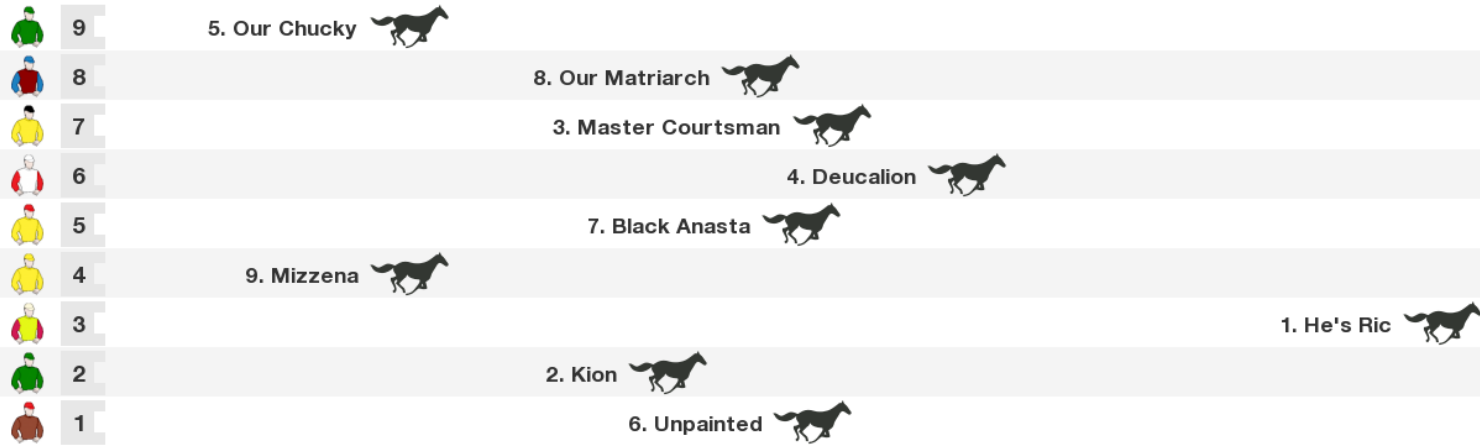 9 5. Our Chucky
8 8. Our Matriarch
7 3. Master Courtsman
6 4. Deucalion
5 7. Black Anasta
4 9. Mizzena
3 1. He's Ric
2 2. Kion
1 6. Unpainted